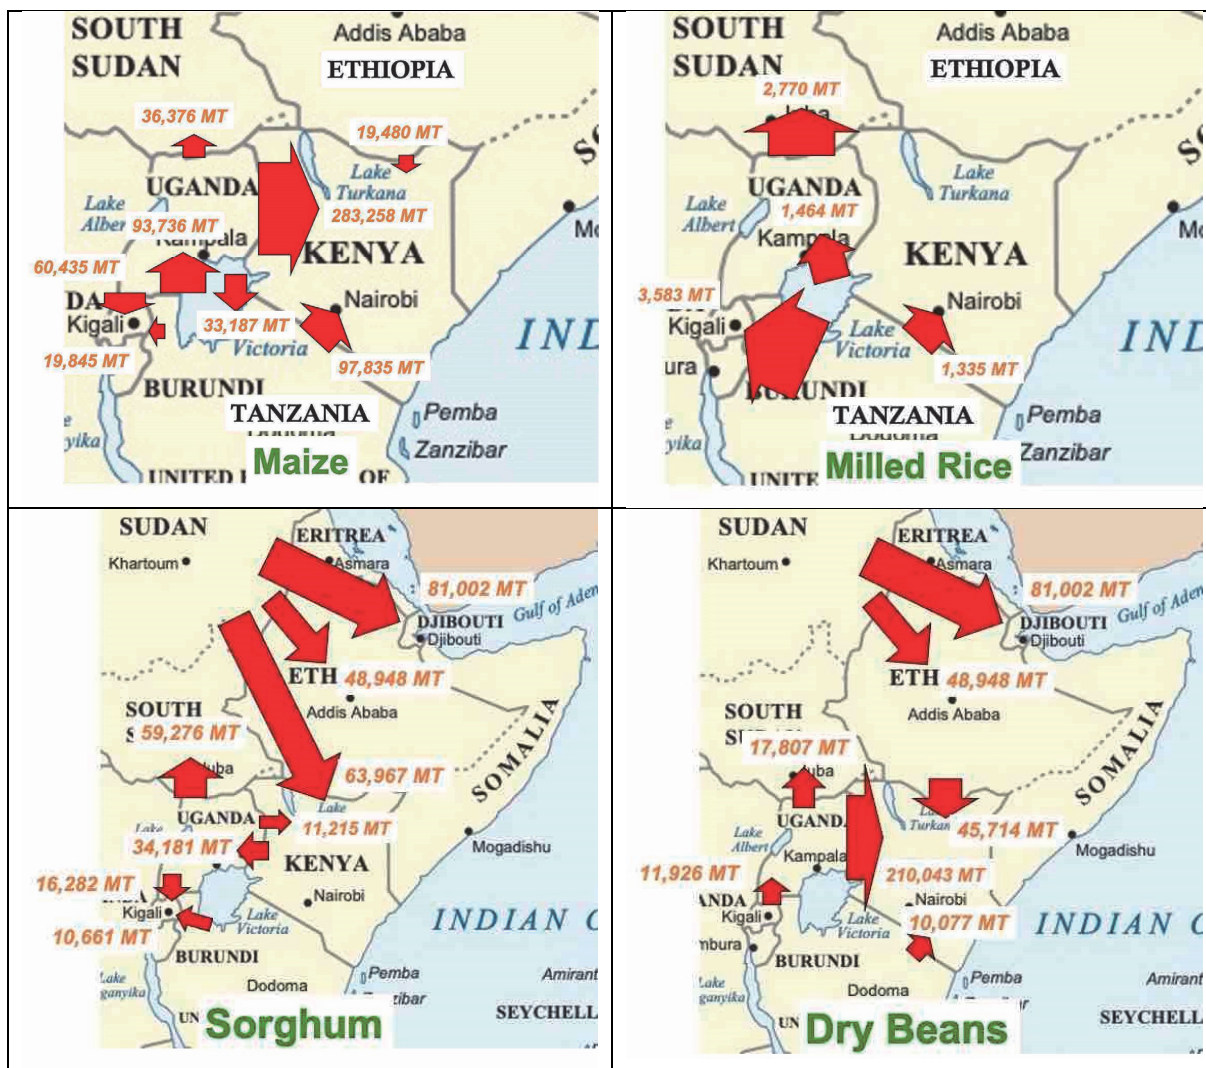 SOUTH
SUDAN
Addis Ababa
ETHIOPIA
36,376 MT
19,480 MT
Lake
Turkana
UGANDA
Lake
93,736 MT
283,258 MT
KENYA
60,435 MT
Nairobi
Kigali
33,187 MT
Victoria
19,845 MT
97,835 MT
BURUNDI
TANZANIA
Pemba
Zanzibar
Maize
OF
SOUTH
SUDAN
Addis Ababa
ETHIOPIA
2,770 MT
Lake
Turkana
UGANDA
Lake
Albert
1,464 MT
Kampala
KENYA
3,583 MT
Nairobi
Kigali
Lake
Victoria
1,335 MT
BURUNDI
TANZANIA
Pemba
Zanzibar
Milled Rice
SUDAN
Khartoum
ERITREA
Asmara
81,002 MT
Gulf of Aden
DJIBOUTI
Djibouti
ETH
48,948 MT
Addis Ababa
SOUTH
59,276 MT
SOMALIA
63,967 MT
UGANDA
Lake
11,215 MT
34,181 MT
KENYA
Mogadishu
16,282 MT
Nairobi
Kigali
Lake
Victoria
INDIAN
10,661 MT
BURUNDI
Pemba
Dodoma
SEYCHELL
Sorghum
SUDAN
Khartoum
ERITREA
Asmara
81,002 MT
Gulf of Aden
DJIBOUTI
Djibouti
ETH
48,948 MT
Addis Ababa
SOUTH
17,807 MT
SOMALIA
Lake
Albert
45,714 MT
Mogadishu
Kampala
11,926 MT
210,043 MT
Nairobi
Kigali
10,077 MT
Lake
Victoria
INDIAN
BURUNDI
Pemba
Dodoma
SEYCHELL
Dry Beans